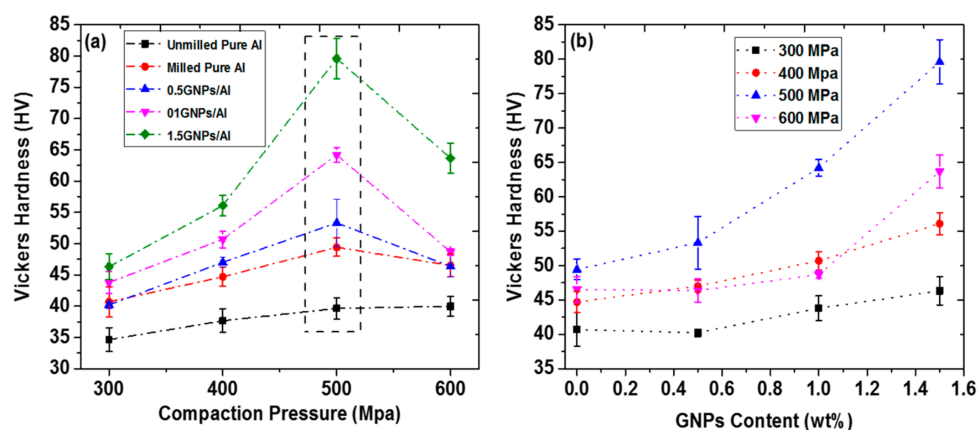 (a)
Unmilled Pure Al
Milled Pure Al
0.5GNPs/Al
01GNPs/Al
1.5GNPs/Al
Vickers Hardness (HV)
85
80
75
70
65
60
55
50
45
40
35
30
300 400 500 600
Compaction Pressure (Mpa)
(b)
300 MPa
400 Mpa
500 MPa
600 MPa
Vickers Hardness (HV)
85
80
75
70
65
60
55
50
45
40
35
0.0 0.2 0.4 0.6 0.8 1.0 1.2 1.4 1.6
GNPs Content (wt%)